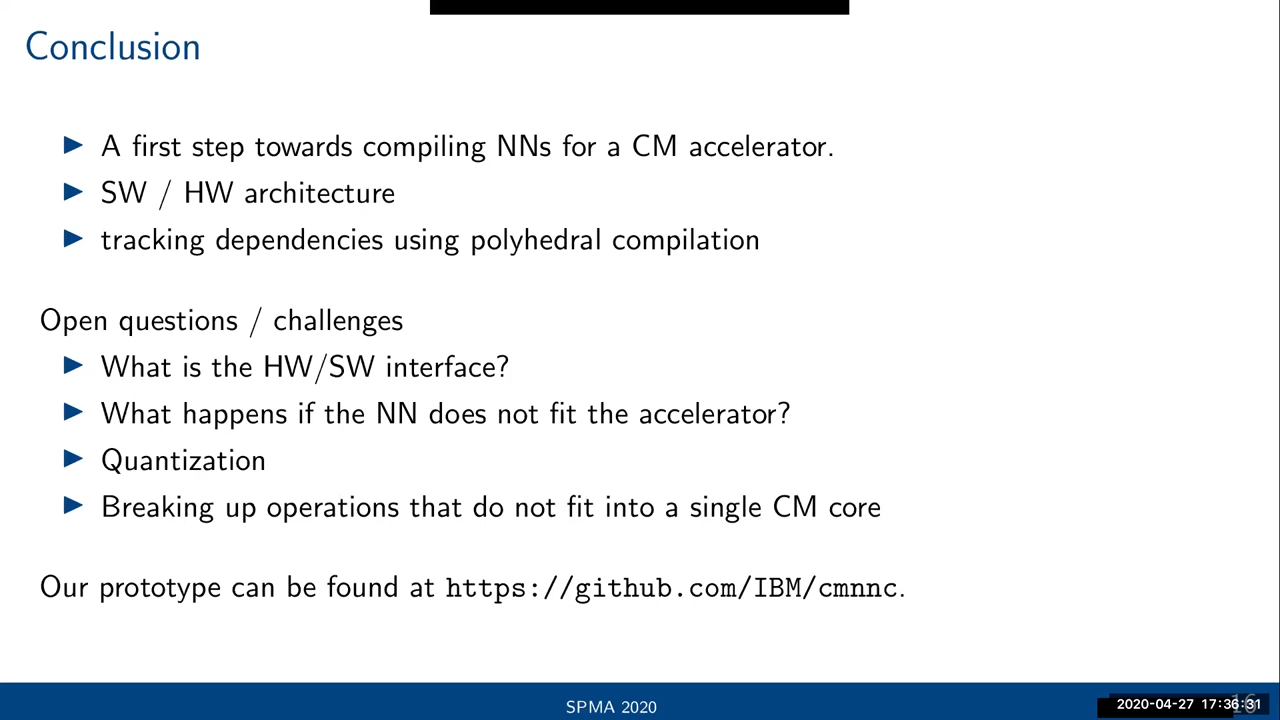 Conclusion
A first step towards compiling NNs for a CM accelerator.
SW / HW architecture
tracking dependencies using polyhedral compilation
Open questions / challenges
What is the HW/SW interface?
What happens if the NN does not fit the accelerator?
Quantization
Breaking up operations that do not fit into a single CM core
Our prototype can be found at https://github.com/IBM/cmnnc.
SPMA 2020
2020-04-27 17:36:31
16